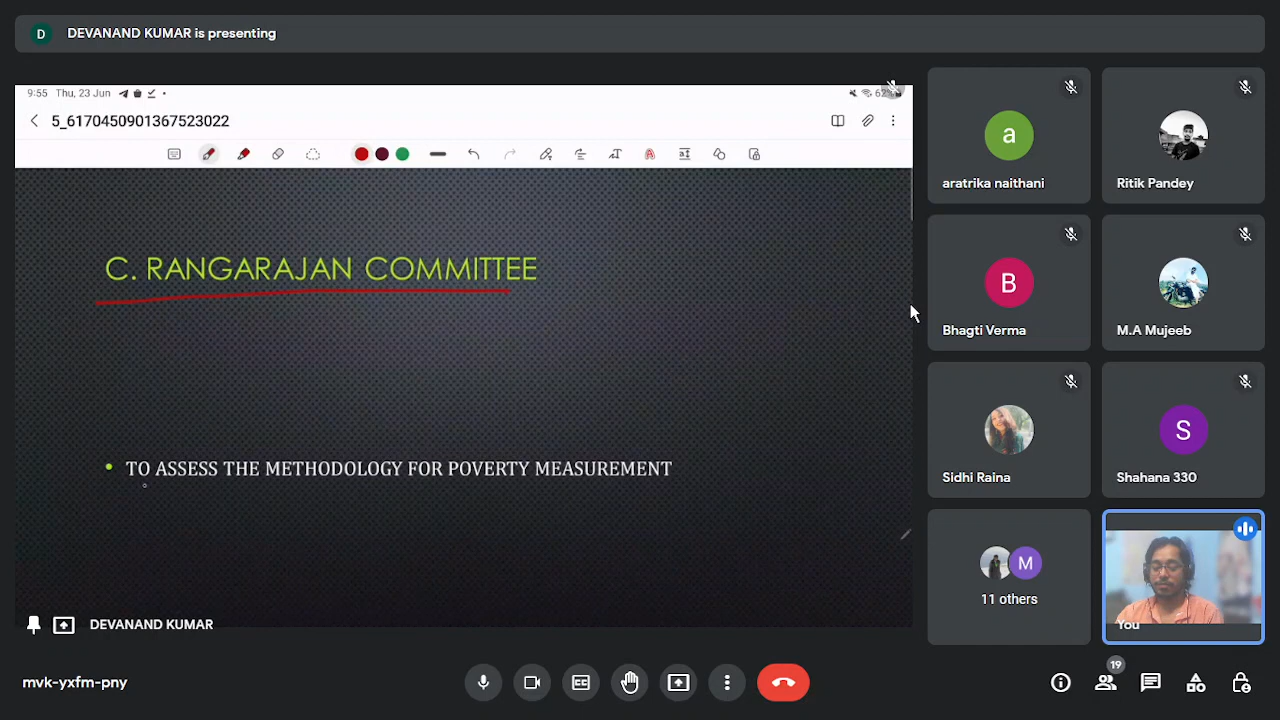 D
DEVANAND KUMAR is presenting
9:55 Thu, 23 Jun
62%
5_6170450901367523022
C. RANGARAJAN COMMITTEE
TO ASSESS THE METHODOLOGY FOR POVERTY MEASUREMENT
DEVANAND KUMAR
a
aratrika naithani
Ritik Pandey
B
Bhagti Verma
M.A Mujeeb
Sidhi Raina
S
Shahana 330
M
11 others
You
mvk-yxfm-pny
CC
19